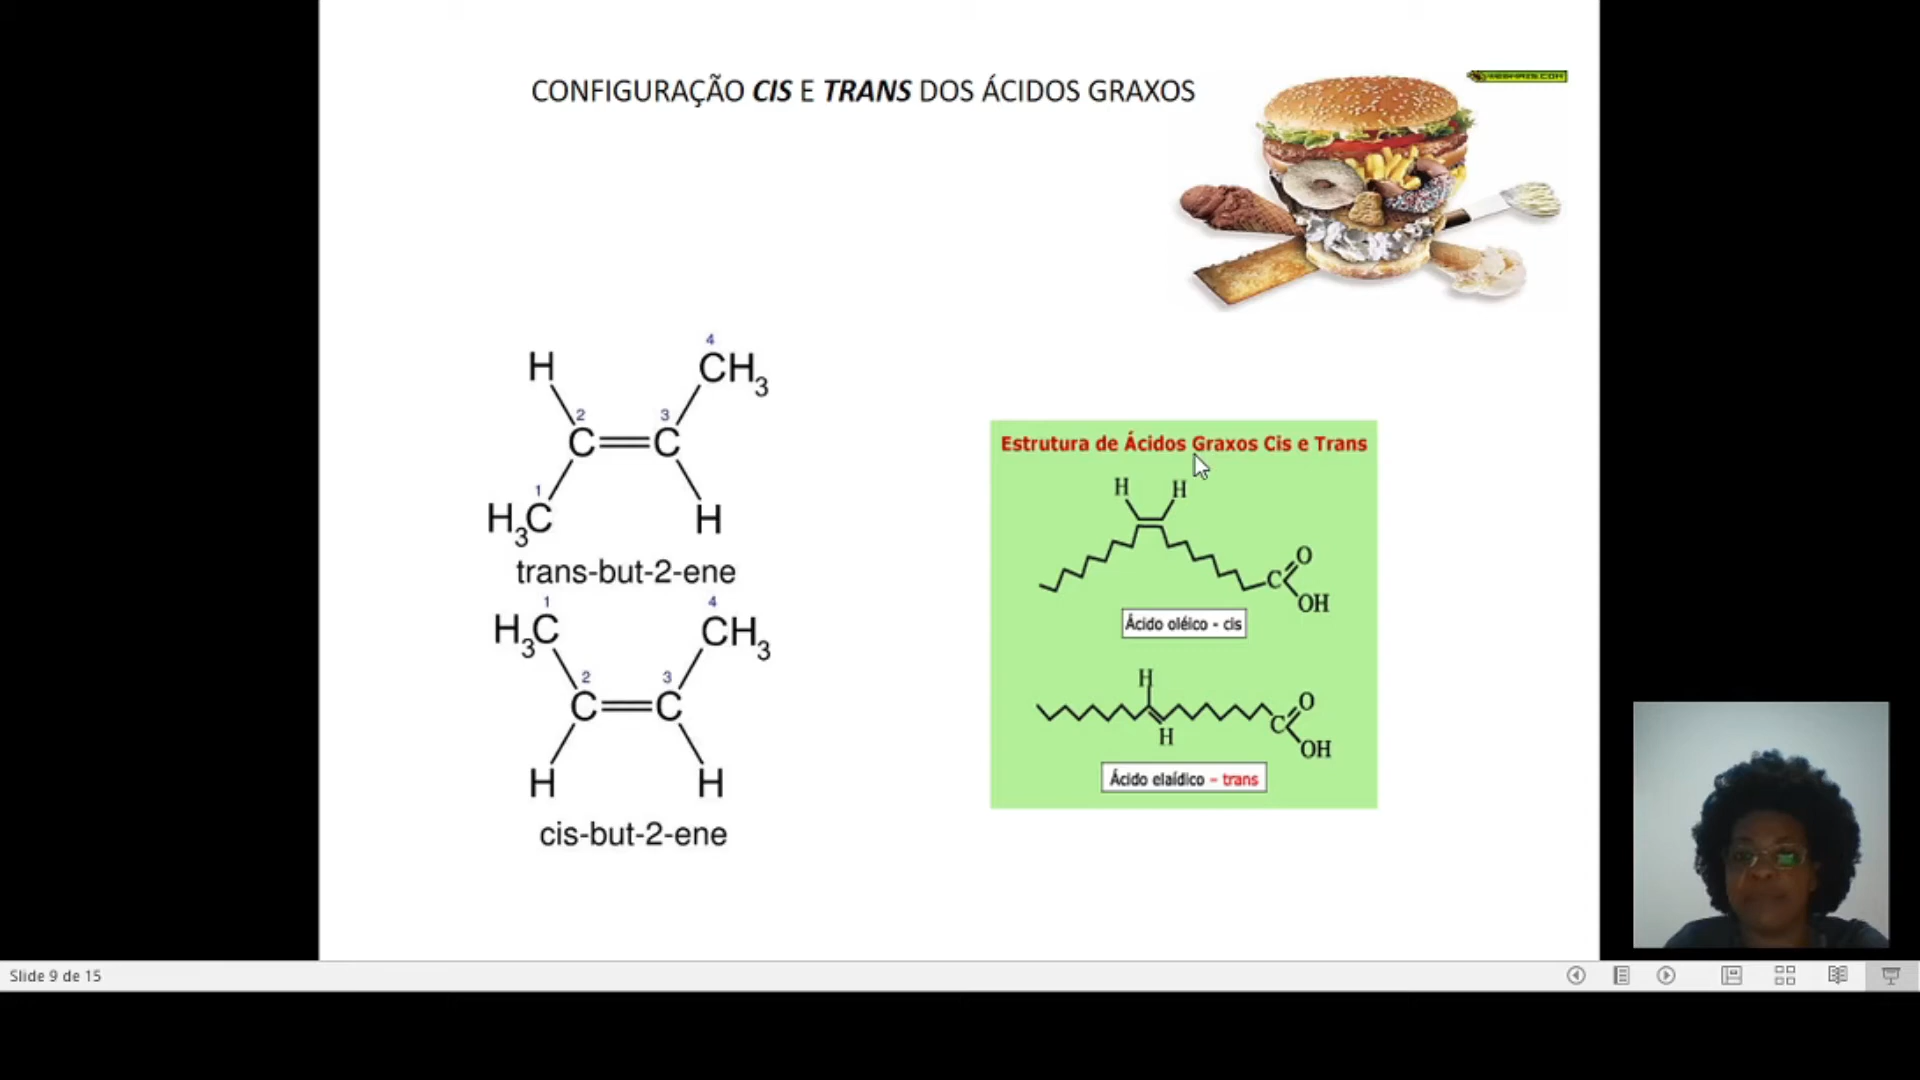 CONFIGURAÇÃO CIS E TRANS DOS ÁCIDOS GRAXOS
4
H
CH3
2
3
C
C
1
H3C
H
trans-but-2-ene
1
4
H3C
CH3
2
3
C
C
H
H
cis-but-2-ene
Estrutura de Ácidos Graxos Cis e Trans
H
H
O
C
OH
Ácido oléico - cis
H
O
C
H
OH
Ácido elaídico - trans
Slide 9 de 15